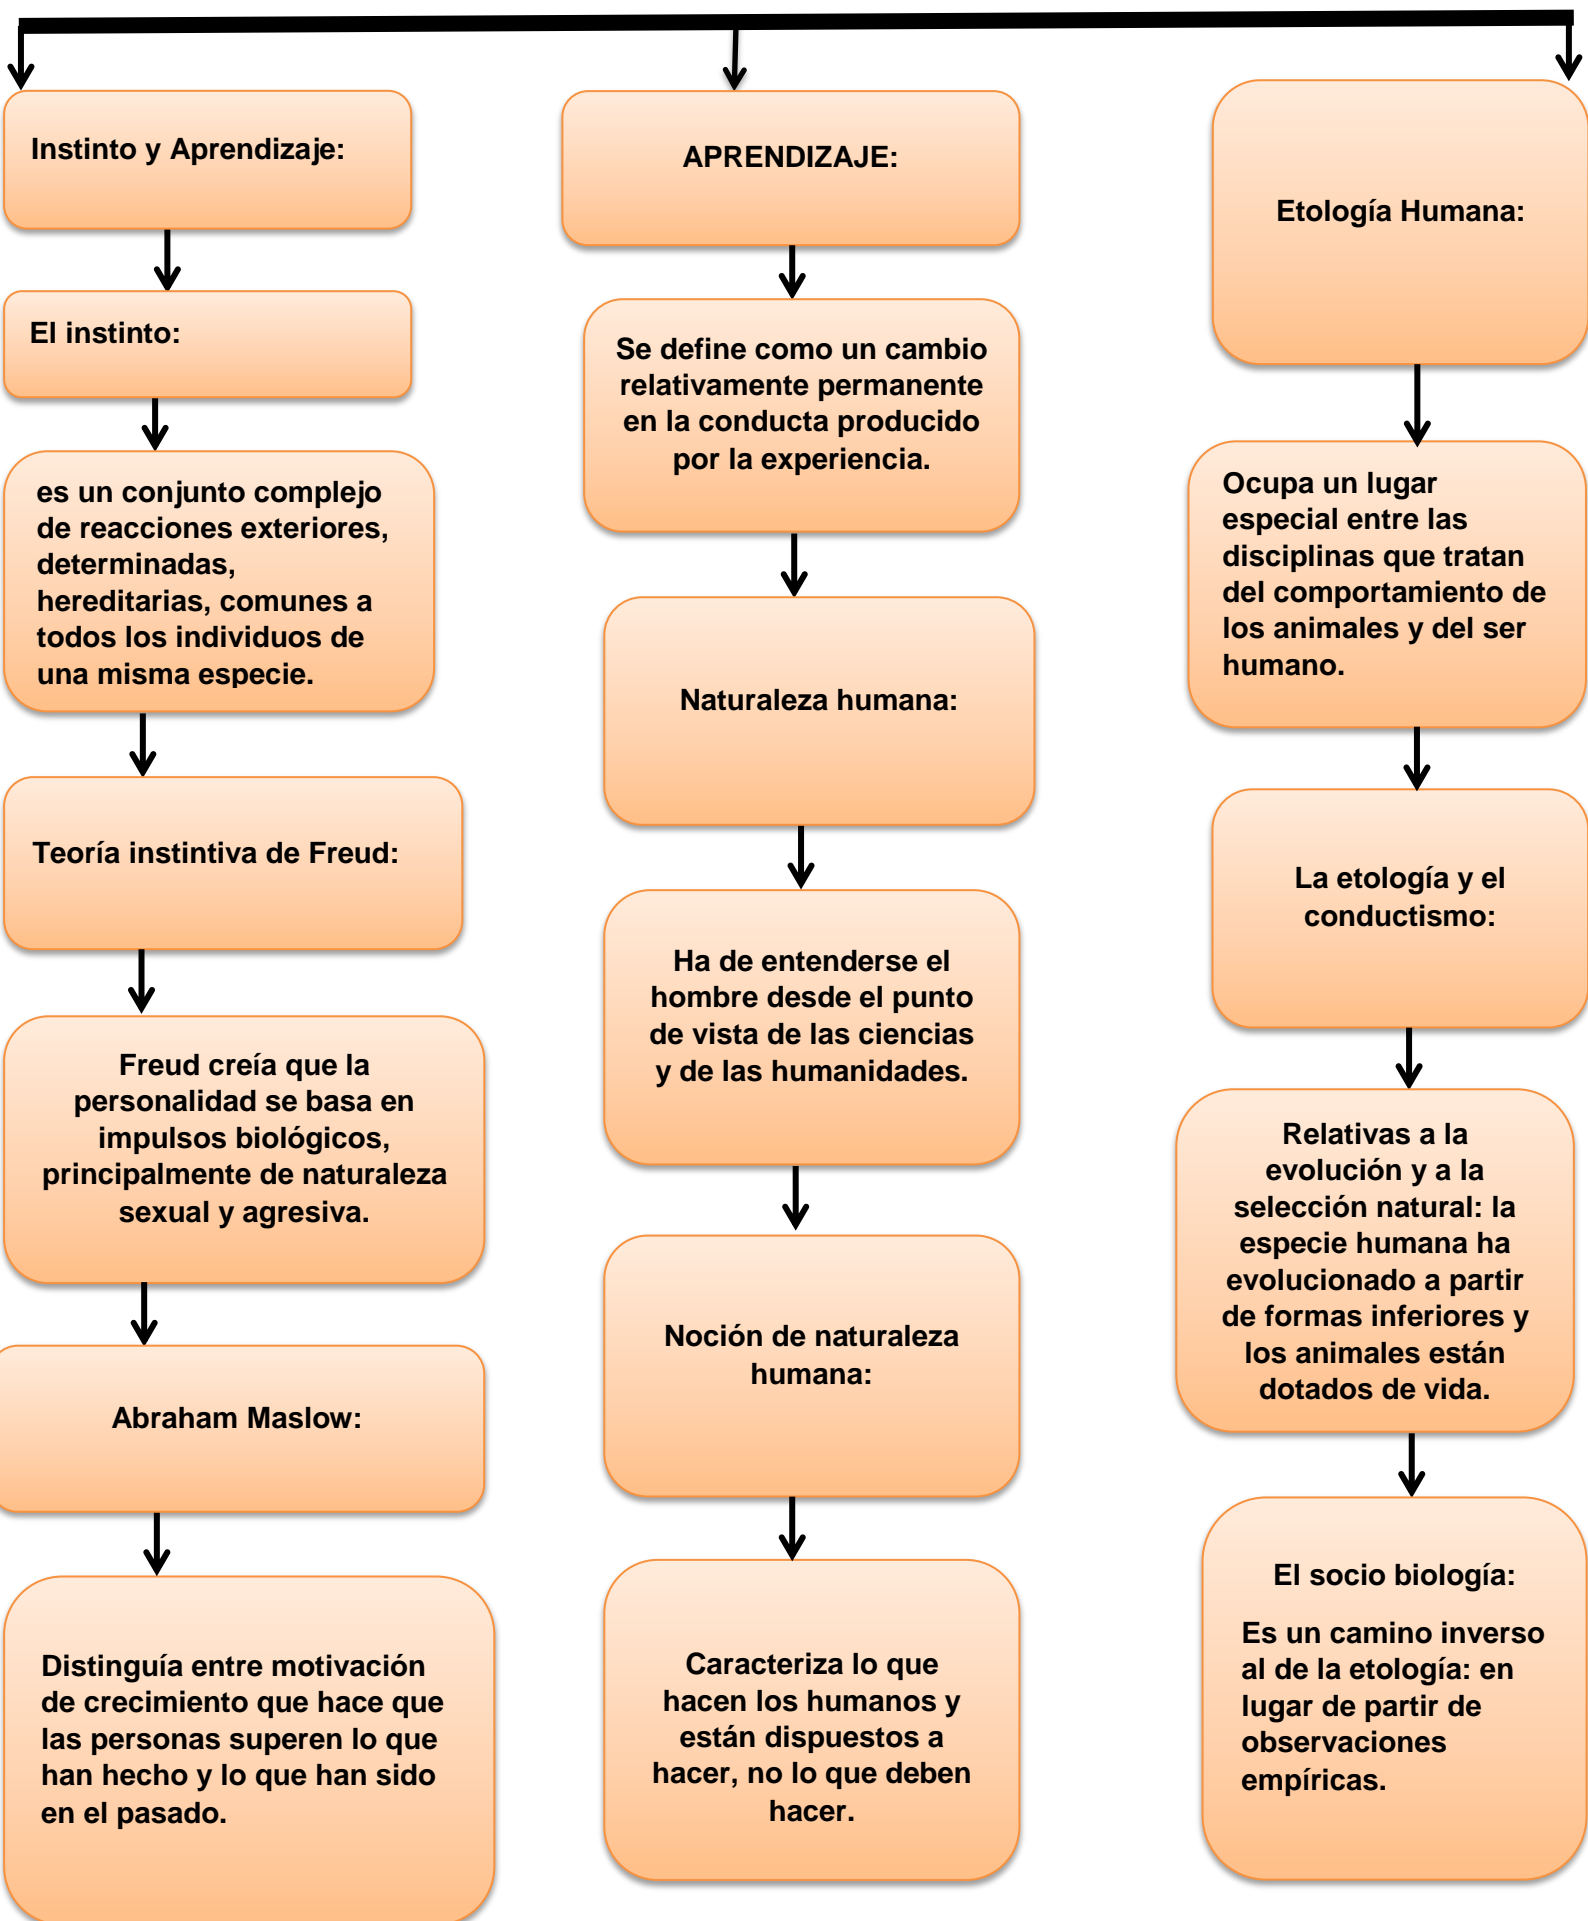 Instinto y Aprendizaje:
El instinto:
es un conjunto complejo
de reacciones exteriores,
determinadas,
hereditarias, comunes a
todos los individuos de
una misma especie.
Teoría instintiva de Freud:
Freud creía que la
personalidad se basa en
impulsos biológicos,
principalmente de naturaleza
sexual y agresiva.
Abraham Maslow:
Distinguía entre motivación
de crecimiento que hace que
las personas superen lo que
han hecho y lo que han sido
en el pasado.
APRENDIZAJE:
Se define como un cambio
relativamente permanente
en la conducta producido
por la experiencia.
Naturaleza humana:
Ha de entenderse el
hombre desde el punto
de vista de las ciencias
y de las humanidades.
Noción de naturaleza
humana:
Caracteriza lo que
hacen los humanos y
están dispuestos a
hacer, no lo que deben
hacer.
Etología Humana:
Ocupa un lugar
especial entre las
disciplinas que tratan
del comportamiento de
los animales y del ser
humano.
La etología y el
conductismo:
Relativas a la
evolución y a la
selección natural: la
especie humana ha
evolucionado a partir
de formas inferiores y
los animales están
dotados de vida.
El socio biología:
Es un camino inverso
al de la etología: en
lugar de partir de
observaciones
empíricas.